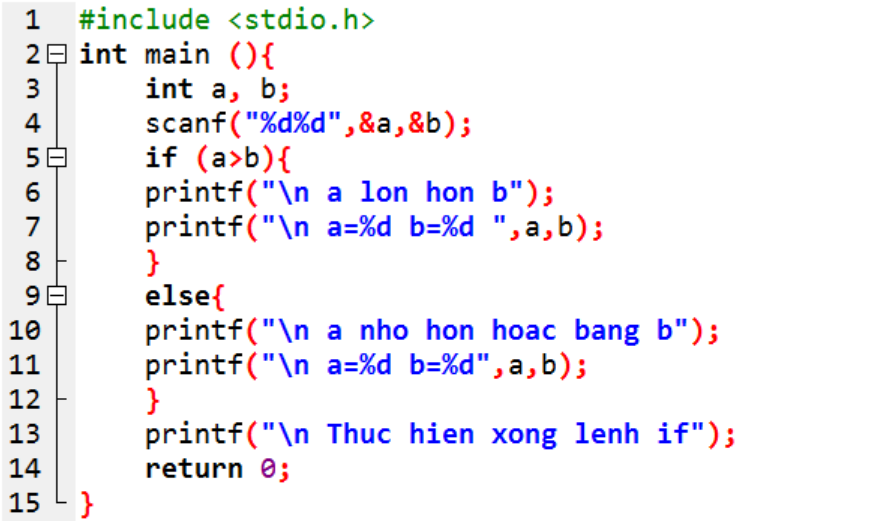 1 #include <stdio.h>
2 int main (){
3 int a, b;
4 scanf("%d%d",&a,&b);
5 if (a>b){
6 printf("\n a lon hon b");
7 printf("\n a=%d b=%d ",a,b);
8 }
9 else{
10 printf("\n a nho hon hoac bang b");
11 printf("\n a=%d b=%d",a,b);
12 }
13 printf("\n Thuc hien xong lenh if");
14 return 0;
15 }